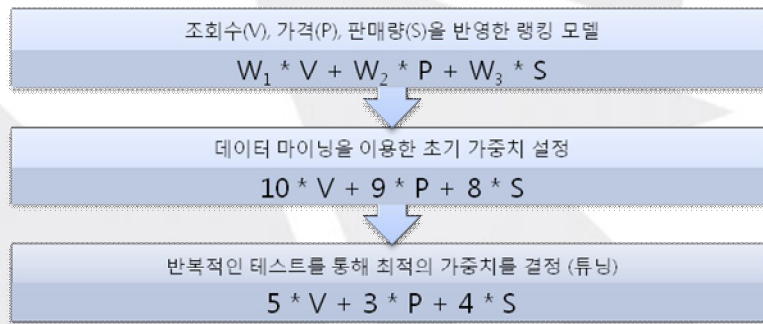 조회수(V), 가격(P), 판매량(S)을 반영한 랭킹 모델
W₁ * V + W₂ * P + W₃ * S
데이터 마이닝을 이용한 초기 가중치 설정
10 * V + 9 * P + 8 * S
반복적인 테스트를 통해 최적의 가중치를 결정 (튜닝)
5 * V + 3 * P + 4 * S